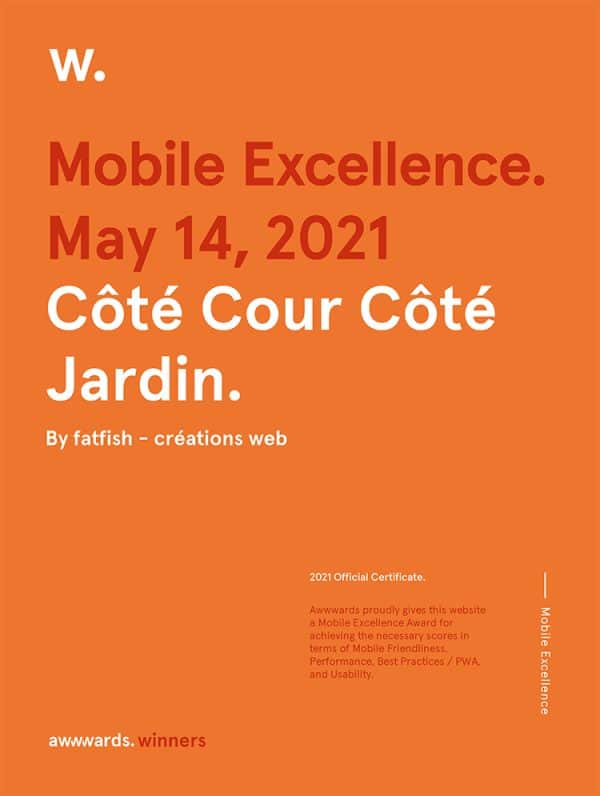 w.
Mobile Excellence.
May 14, 2021
Côté Cour Côté
Jardin.
By fatfish - créations web
2021 Official Certificate.
Awwwards proudly gives this website
a Mobile Excellence Award for
achieving the necessary scores in
terms of Mobile Friendliness.
Performance, Best Practices / PWA,
and Usability.
Mobile Excellence
awwwards. winners